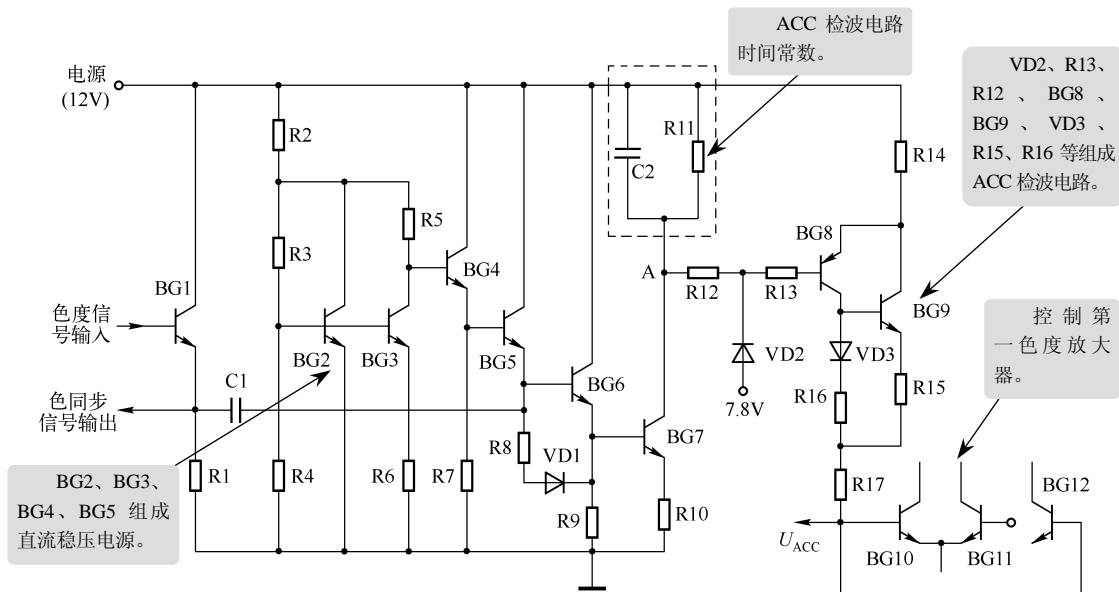 ACC 检波电路
时间常数。
VD2、R13、
R12 、 BG8 、
BG9 、 VD3 、
R15、R16 等组成
ACC 检波电路。
电源
(12V)
R2
R11
C2
R14
R5
BG8
R3
BG4
A
R12
R13
BG1
色度信
号输入
BG2
BG3
BG5
BG9
控 制 第
一 色 度 放 大
器。
VD2
VD3
C1
BG6
7.8V
R16
R15
色同步
信号输出
R8
VD1
BG7
BG2、BG3、
BG4、BG5 组成
直流稳压电源。
R1
R4
R6
R7
R9
R10
R17
BG12
UACC
BG10
BG11